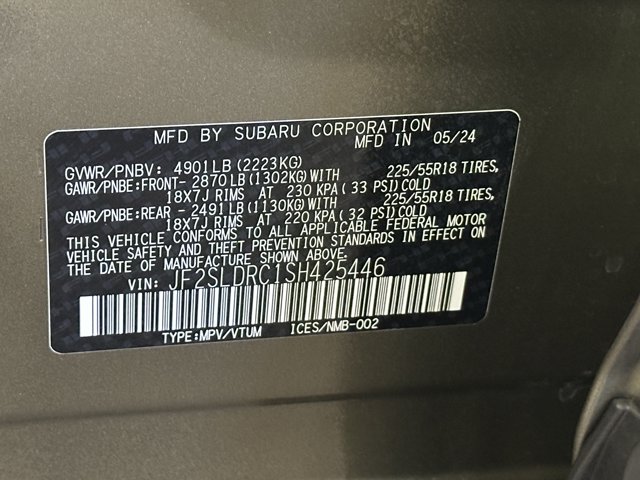 MFD BY SUBARU CORPORATION
MFD IN 05/24
GVWR/PNBV: 4901LB(2223KG)
GAWR/PNBE:FRONT- 2870LB(1302KG)WITH 225/55R18 TIRES,
18X7J RIMS AT 230 KPA( 33 PSI)COLD
GAWR/PNBE:REAR - 2491LB(1130KG)WITH 225/55R18 TIRES,
18X7J RIMS AT 220 KPA( 32 PSI)COLD
THIS VEHICLE CONFORMS TO ALL APPLICABLE FEDERAL MOTOR
VEHICLE SAFETY AND THEFT PREVENTION STANDARDS IN EFFECT ON
THE DATE OF MANUFACTURE SHOWN ABOVE.
VIN: JF2SLDRC1SH425446
TYPE:MPV/VTUM ICES/NMB-002